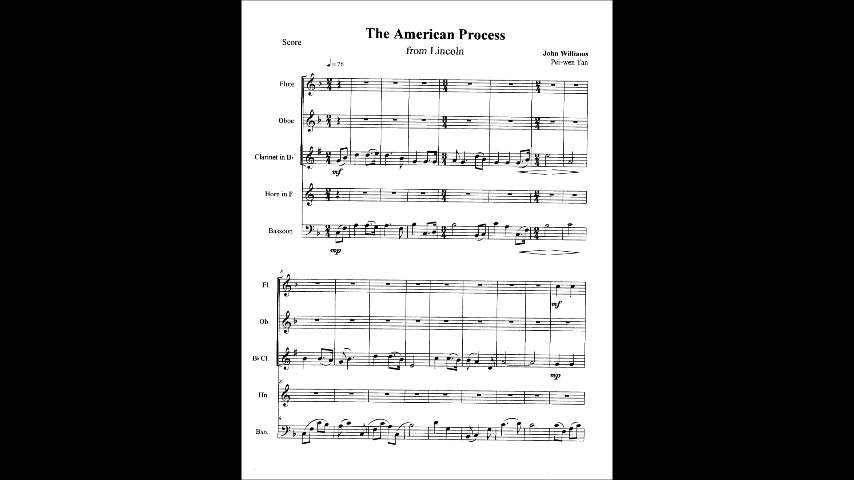 The American Process
Score
from Lincoln
John Williams
Pei-wen Tan
♩=76
Flute
Oboe
Clarinet in B♭
mf
Horn in F
Bassoon
mp
Fl.
mf
Ob.
B♭ Cl.
mp
Hn.
Bsn.